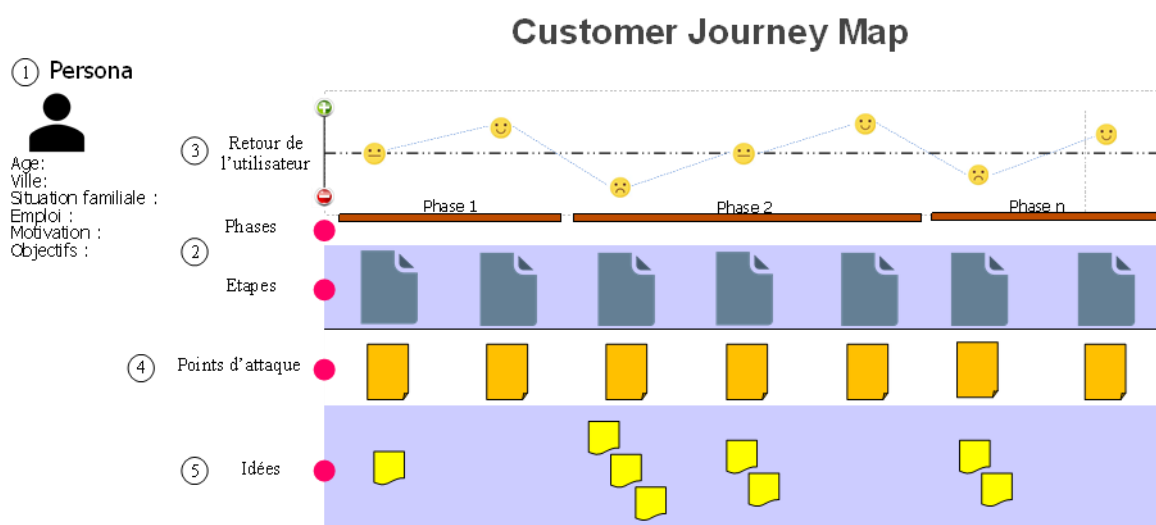 Customer Journey Map
1 Persona
Age:
Ville:
Situation familiale :
Emploi :
Motivation :
Objectifs :
3 Retour de
l'utilisateur
Phase 1
Phase 2
Phase n
Phases
2
Etapes
4 Points d'attaque
5 Idées